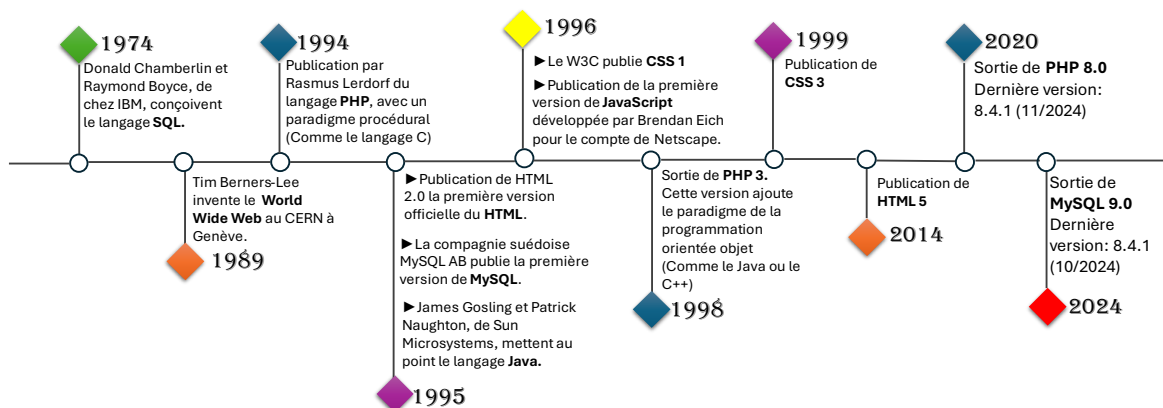 1974
Donald Chamberlin et
Raymond Boyce, de
chez IBM, conçoivent
le langage SQL.
1989
Tim Berners-Lee
invente le World
Wide Web au CERN à
Genève.
1994
Publication par
Rasmus Lerdorf du
langage PHP, avec un
paradigme procédural
(Comme le langage C)
1995
►Publication de HTML
2.0 la première version
officielle du HTML.
►La compagnie suédoise
MySQL AB publie la première
version de MySQL.
►James Gosling et Patrick
Naughton, de Sun
Microsystems, mettent au
point le langage Java.
1996
►Le W3C publie CSS 1
►Publication de la première
version de JavaScript
développée par Brendan Eich
pour le compte de Netscape.
1998
Sortie de PHP 3.
Cette version ajoute
le paradigme de la
programmation
orientée objet
(Comme le Java ou le
C++)
1999
Publication de
CSS 3
2014
Publication de
HTML 5
2020
Sortie de PHP 8.0
Dernière version:
8.4.1 (11/2024)
2024
Sortie de
MySQL 9.0
Dernière
version: 8.4.1
(10/2024)